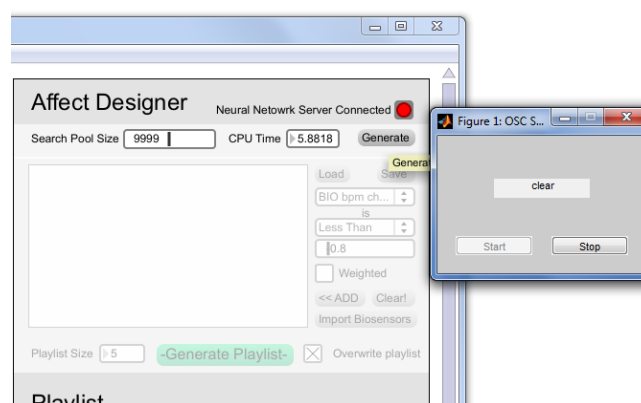 Affect Designer
Neural Netowrk Server Connected
Search Pool Size 9999 CPU Time 5.8818 Generate
Figure 1: OSC S...
Generat
Load Save
clear
BIO bpm ch...
is
Less Than
0.8
Start Stop
Weighted
<< ADD Clear!
Import Biosensors
Playlist Size 5 -Generate Playlist- Overwrite playlist
Playlist